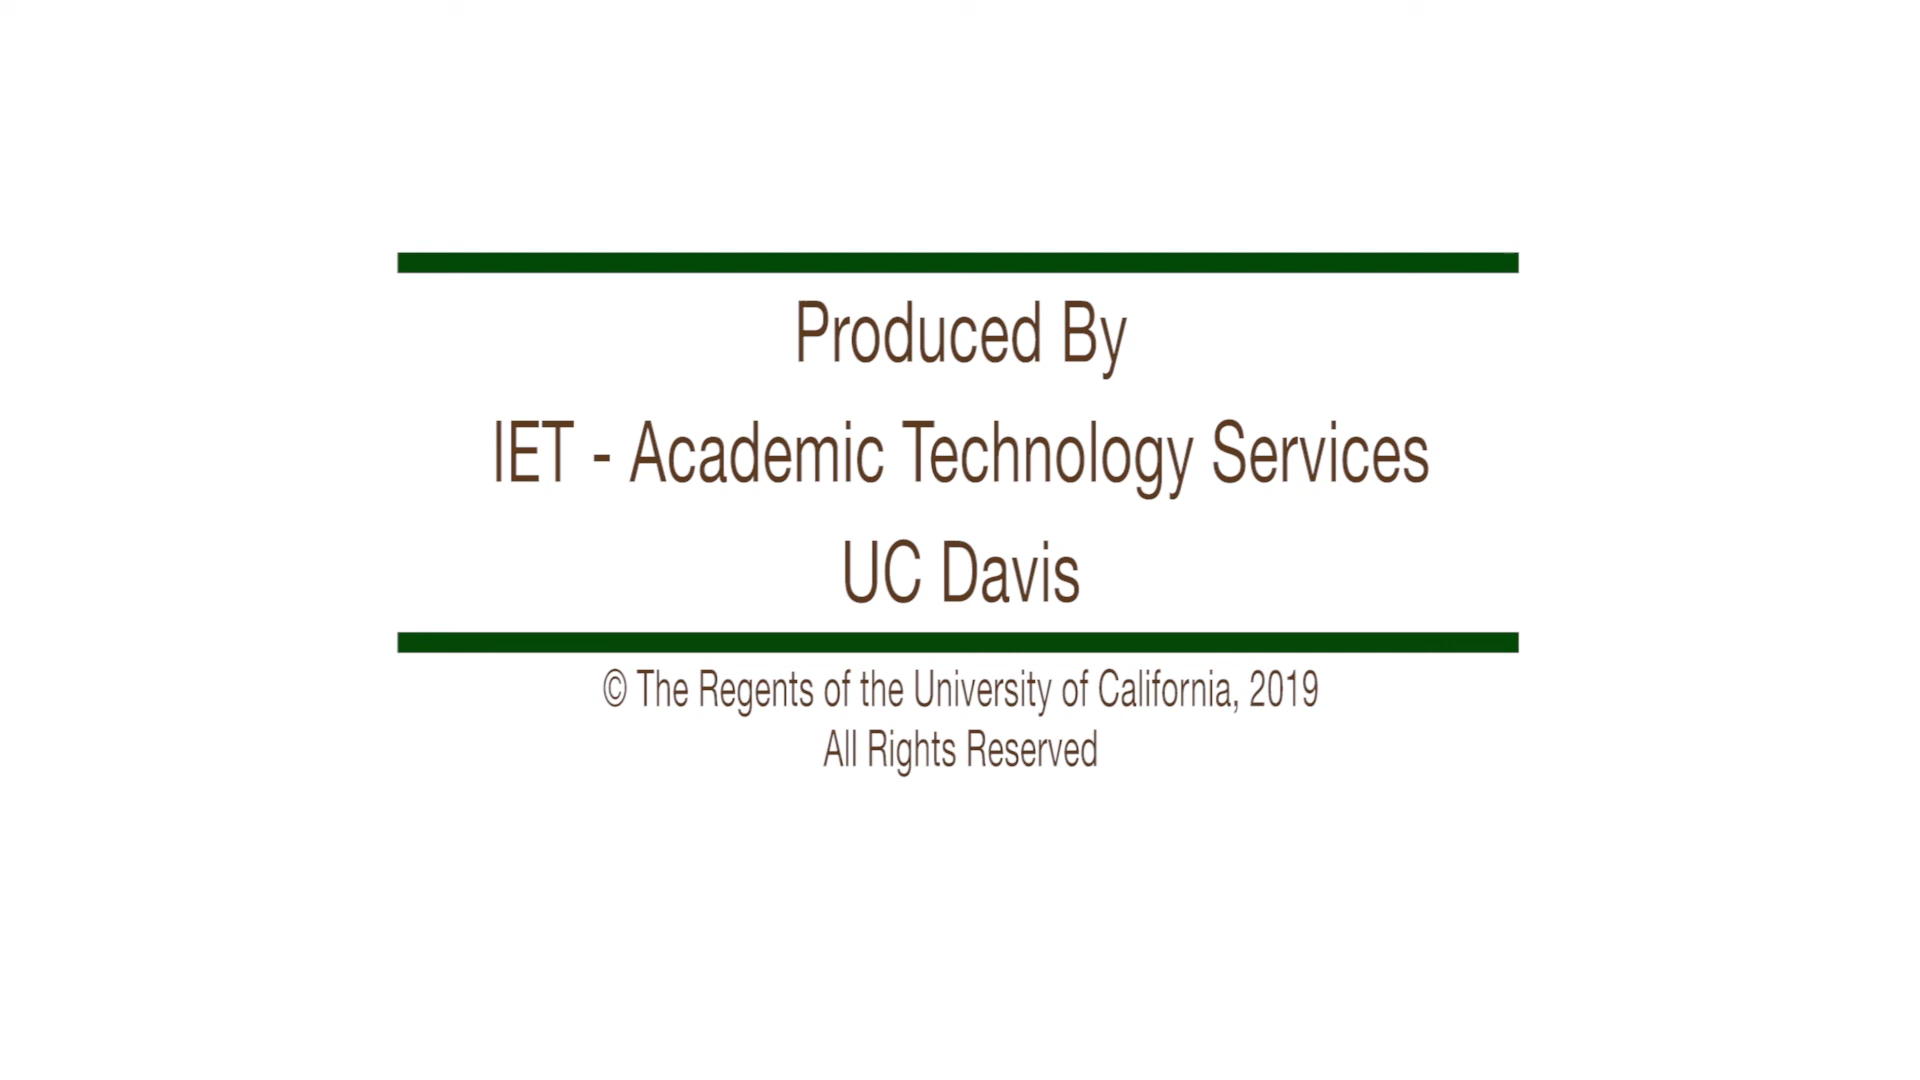 Produced By
IET - Academic Technology Services
UC Davis
© The Regents of the University of California, 2019
All Rights Reserved